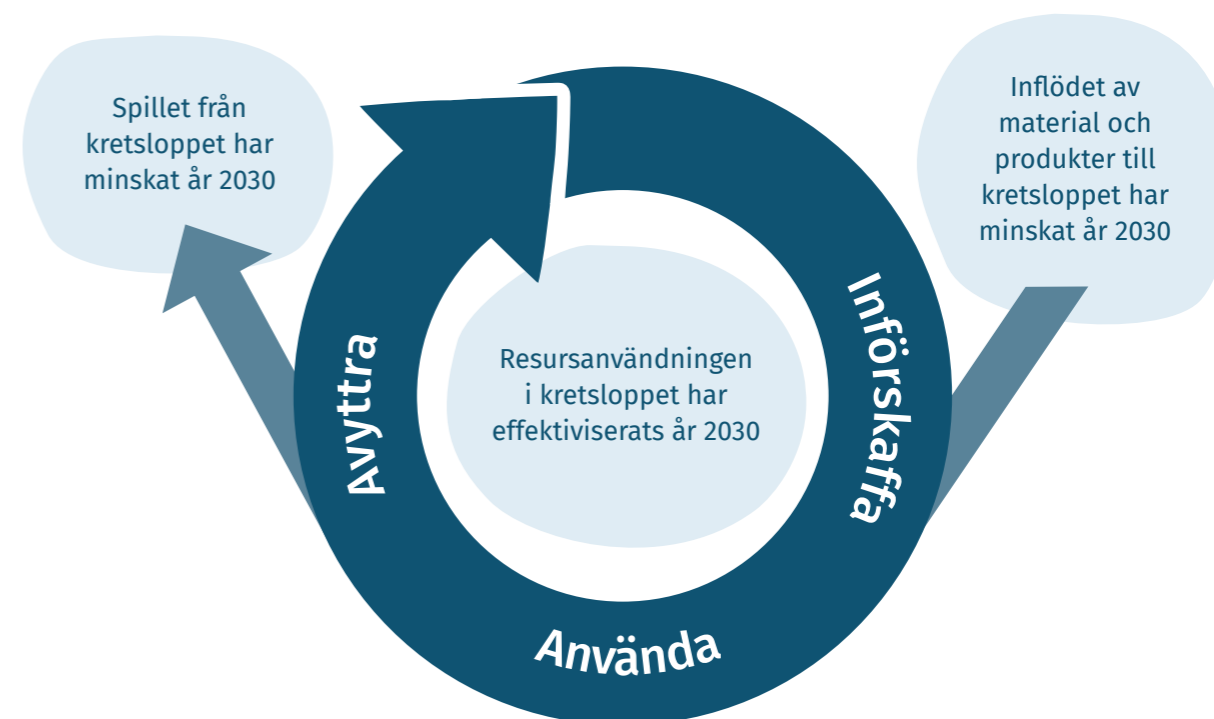 Spillet från
kretsloppet har
minskat år 2030
Inflödet av
material och
produkter till
kretsloppet har
minskat år 2030
Resursanvändningen
i kretsloppet har
effektiviserats år 2030
Införskaffa
Använda
Avyttra